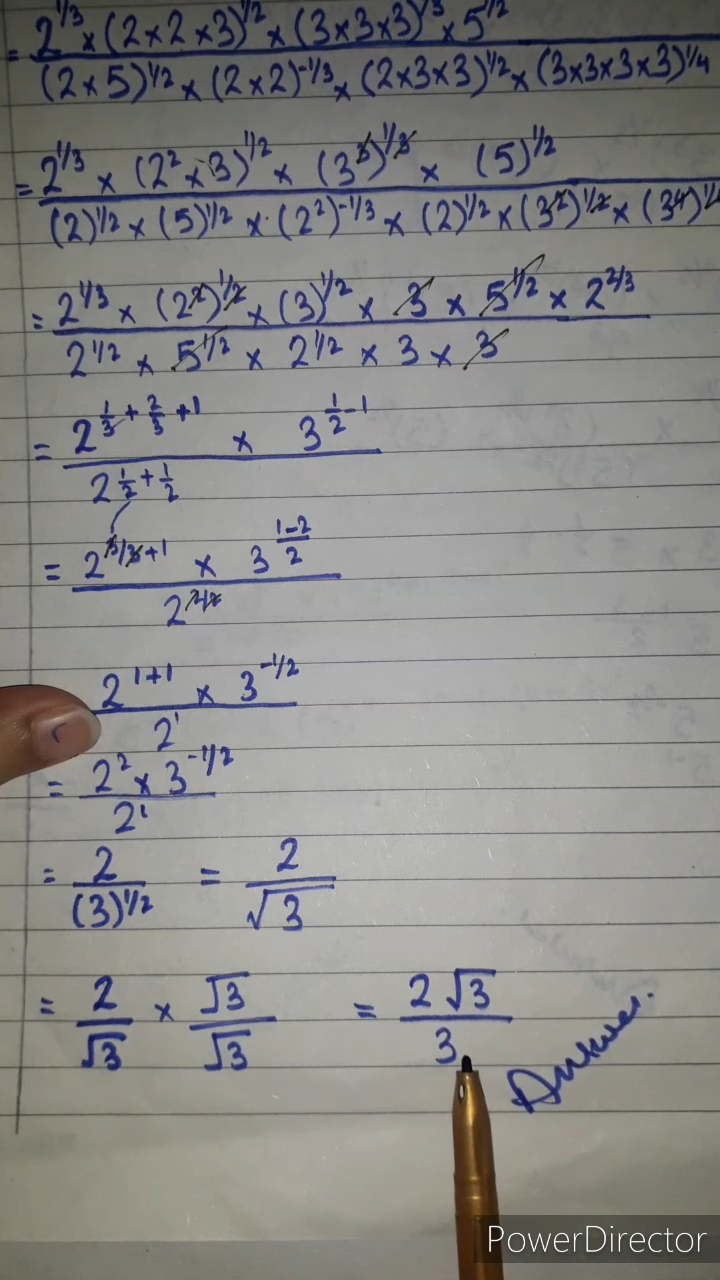 = 2^1/3 × (2×2×3)^1/2 × (3×3×3)^1/3 × 5^1/2
(2×5)^1/2 × (2×2)^-1/3 × (2×3×3)^1/2 × (3×3×3×3)^1/4
= 2^1/3 × (2^2 × 3)^1/2 × (3^3)^1/3 × (5)^1/2
(2)^1/2 × (5)^1/2 × (2^2)^-1/3 × (2)^1/2 × (3^2)^1/2 × (3^4)^1/4
= 2^1/3 × (2^2)^1/2 × (3)^1/2 × 3 × 5^1/2 × 2^2/3
2^1/2 × 5^1/2 × 2^1/2 × 3 × 3
= 2^(1/3 + 2/3 + 1) × 3^(1/2 - 1)
2^(1/2 + 1/2)
= 2^(3/3+1) × 3^((1-2)/2)
2^2/2
2^1+1 × 3^-1/2
2^1
= 2^2 × 3^-1/2
2^1
= 2/(3)^1/2 = 2/√3
= 2/√3 × √3/√3 = 2√3/3
Answer.
PowerDirector